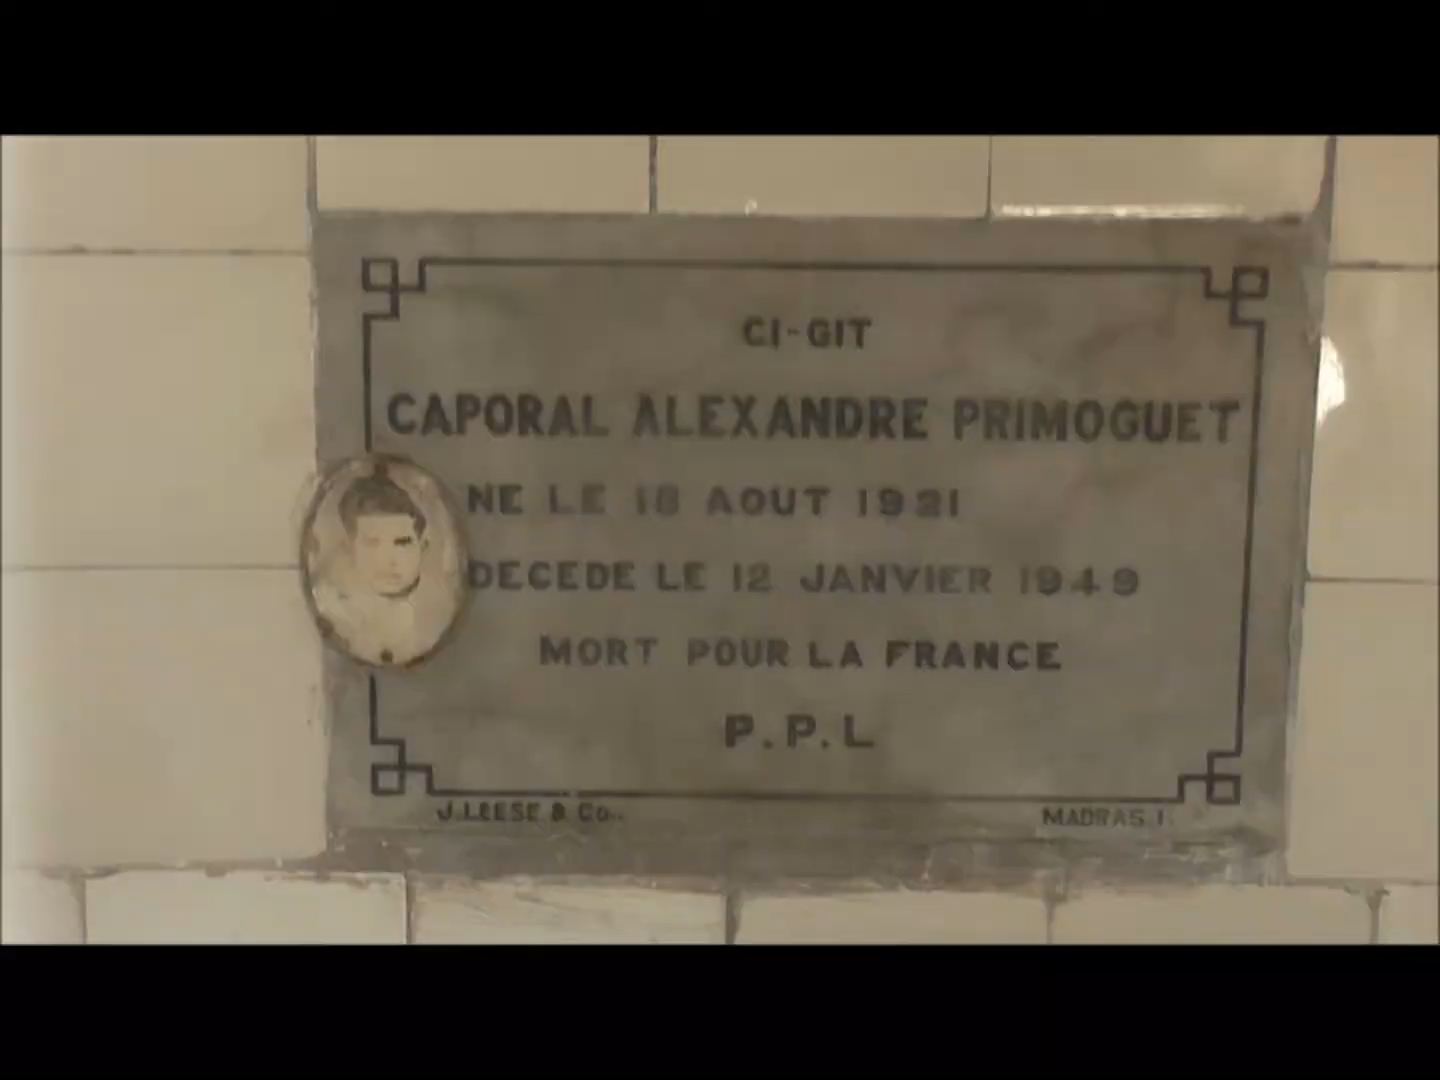 CI-GIT
CAPORAL ALEXANDRE PRIMOGUET
NE LE 18 AOUT 1921
DECEDE LE 12 JANVIER 1949
MORT POUR LA FRANCE
P.P.L
J.LEESE & Co..
MADRAS.1.